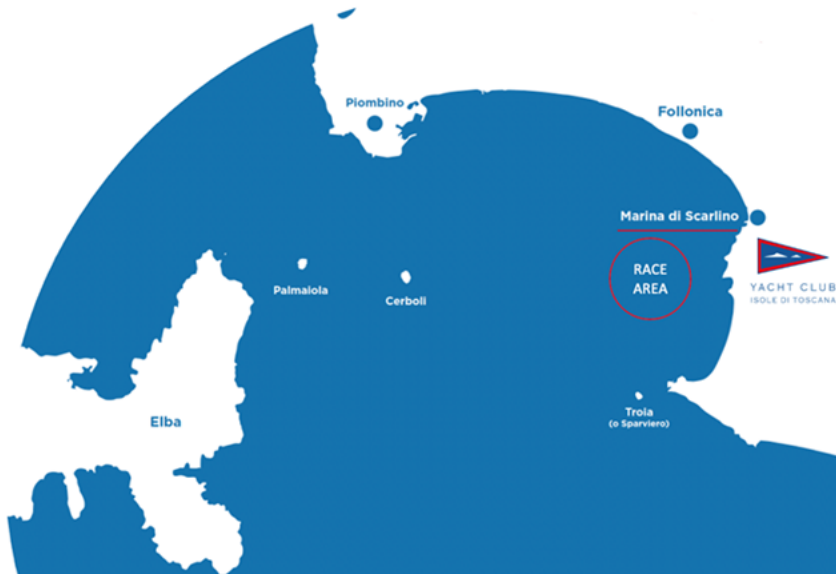 Piombino
Follonica
Marina di Scarlino
RACE
AREA
YACHT CLUB
ISOLE DI TOSCANA
Palmaiola
Cerboli
Elba
Troia
(o Sparviero)